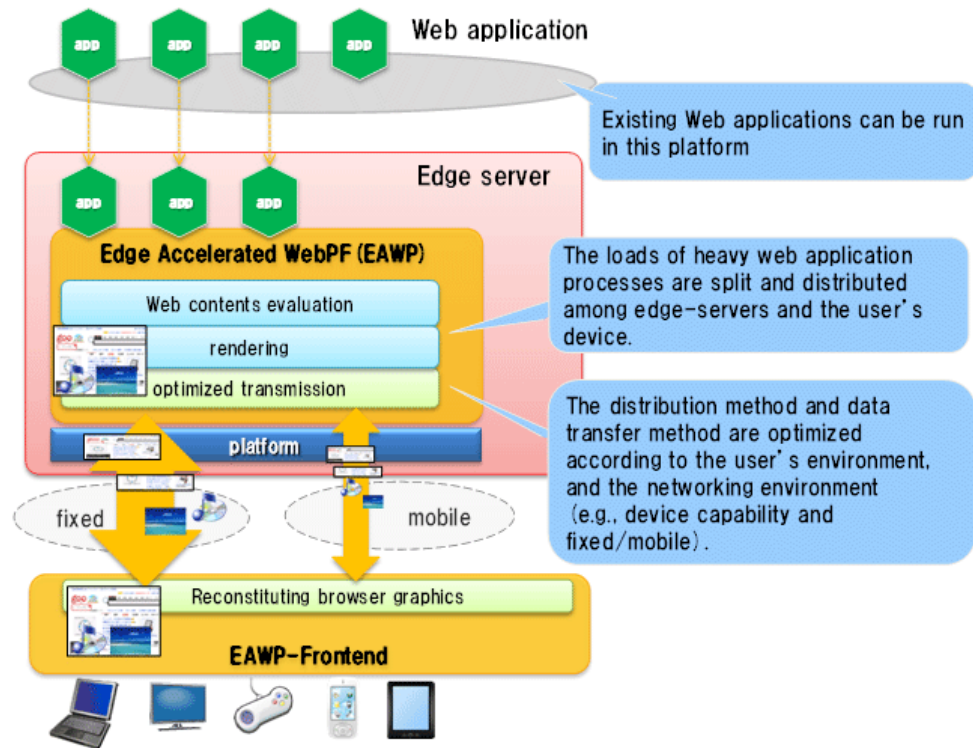 Web application
app
app
app
app
Existing Web applications can be run
in this platform
Edge server
app
app
app
Edge Accelerated WebPF (EAWP)
Web contents evaluation
rendering
optimized transmission
The loads of heavy web application
processes are split and distributed
among edge-servers and the user's
device.
The distribution method and data
transfer method are optimized
according to the user's environment,
and the networking environment
(e.g., device capability and
fixed/mobile).
platform
fixed
mobile
Reconstituting browser graphics
EAWP-Frontend